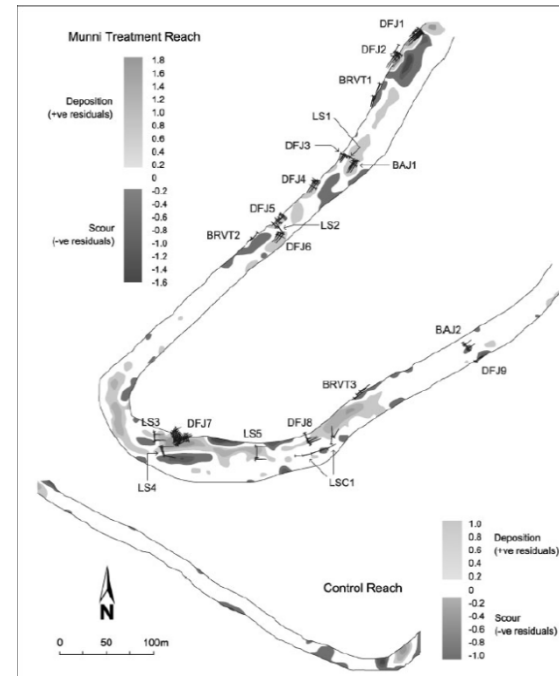 Munni Treatment Reach
Deposition
(+ve residuals)
1.8
1.6
1.4
1.2
1.0
0.8
0.6
0.4
0.2
0
-0.2
-0.4
-0.6
-0.8
-1.0
-1.2
-1.4
-1.6
Scour
(-ve residuals)
DFJ1
DFJ2
BRVT1
LS1
DFJ3
BAJ1
DFJ4
DFJ5
LS2
BRVT2
DFJ6
BAJ2
DFJ9
BRVT3
LS3
DFJ7
LS5
DFJ8
LS4
LSC1
1.0
0.8
0.6
0.4
0.2
0
-0.2
-0.4
-0.6
-0.8
-1.0
Deposition
(+ve residuals)
Scour
(-ve residuals)
Control Reach
N
0 50 100m